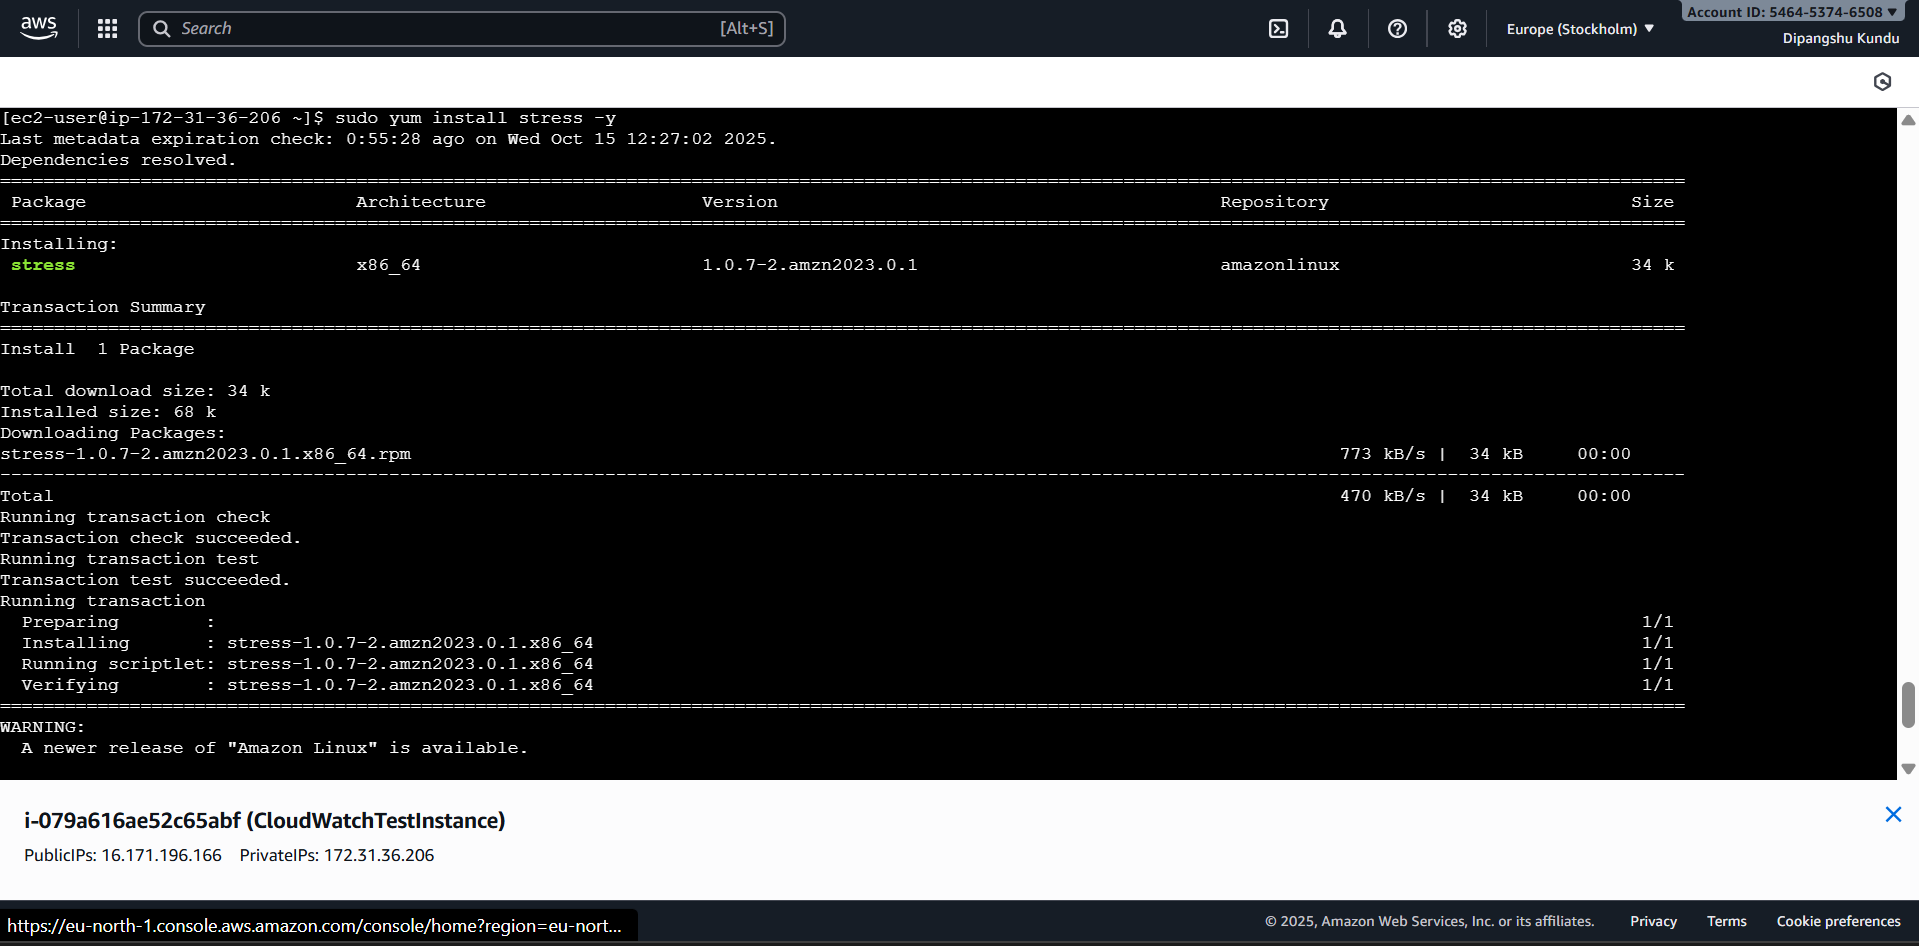 aws
Search [Alt+S]
Europe (Stockholm) ▼
Account ID: 5464-5374-6508 ▼
Dipangshu Kundu
[ec2-user@ip-172-31-36-206 ~]$ sudo yum install stress -y
Last metadata expiration check: 0:55:28 ago on Wed Oct 15 12:27:02 2025.
Dependencies resolved.
Package Architecture Version Repository Size
Installing:
stress x86_64 1.0.7-2.amzn2023.0.1 amazonlinux 34 k
Transaction Summary
Install 1 Package
Total download size: 34 k
Installed size: 68 k
Downloading Packages:
stress-1.0.7-2.amzn2023.0.1.x86_64.rpm 773 kB/s | 34 kB 00:00
Total 470 kB/s | 34 kB 00:00
Running transaction check
Transaction check succeeded.
Running transaction test
Transaction test succeeded.
Running transaction
Preparing : 1/1
Installing : stress-1.0.7-2.amzn2023.0.1.x86_64 1/1
Running scriptlet: stress-1.0.7-2.amzn2023.0.1.x86_64 1/1
Verifying : stress-1.0.7-2.amzn2023.0.1.x86_64 1/1
WARNING:
A newer release of "Amazon Linux" is available.
i-079a616ae52c65abf (CloudWatchTestInstance)
PublicIPs: 16.171.196.166 PrivateIPs: 172.31.36.206
https://eu-north-1.console.aws.amazon.com/console/home?region=eu-nort...
© 2025, Amazon Web Services, Inc. or its affiliates. Privacy Terms Cookie preferences